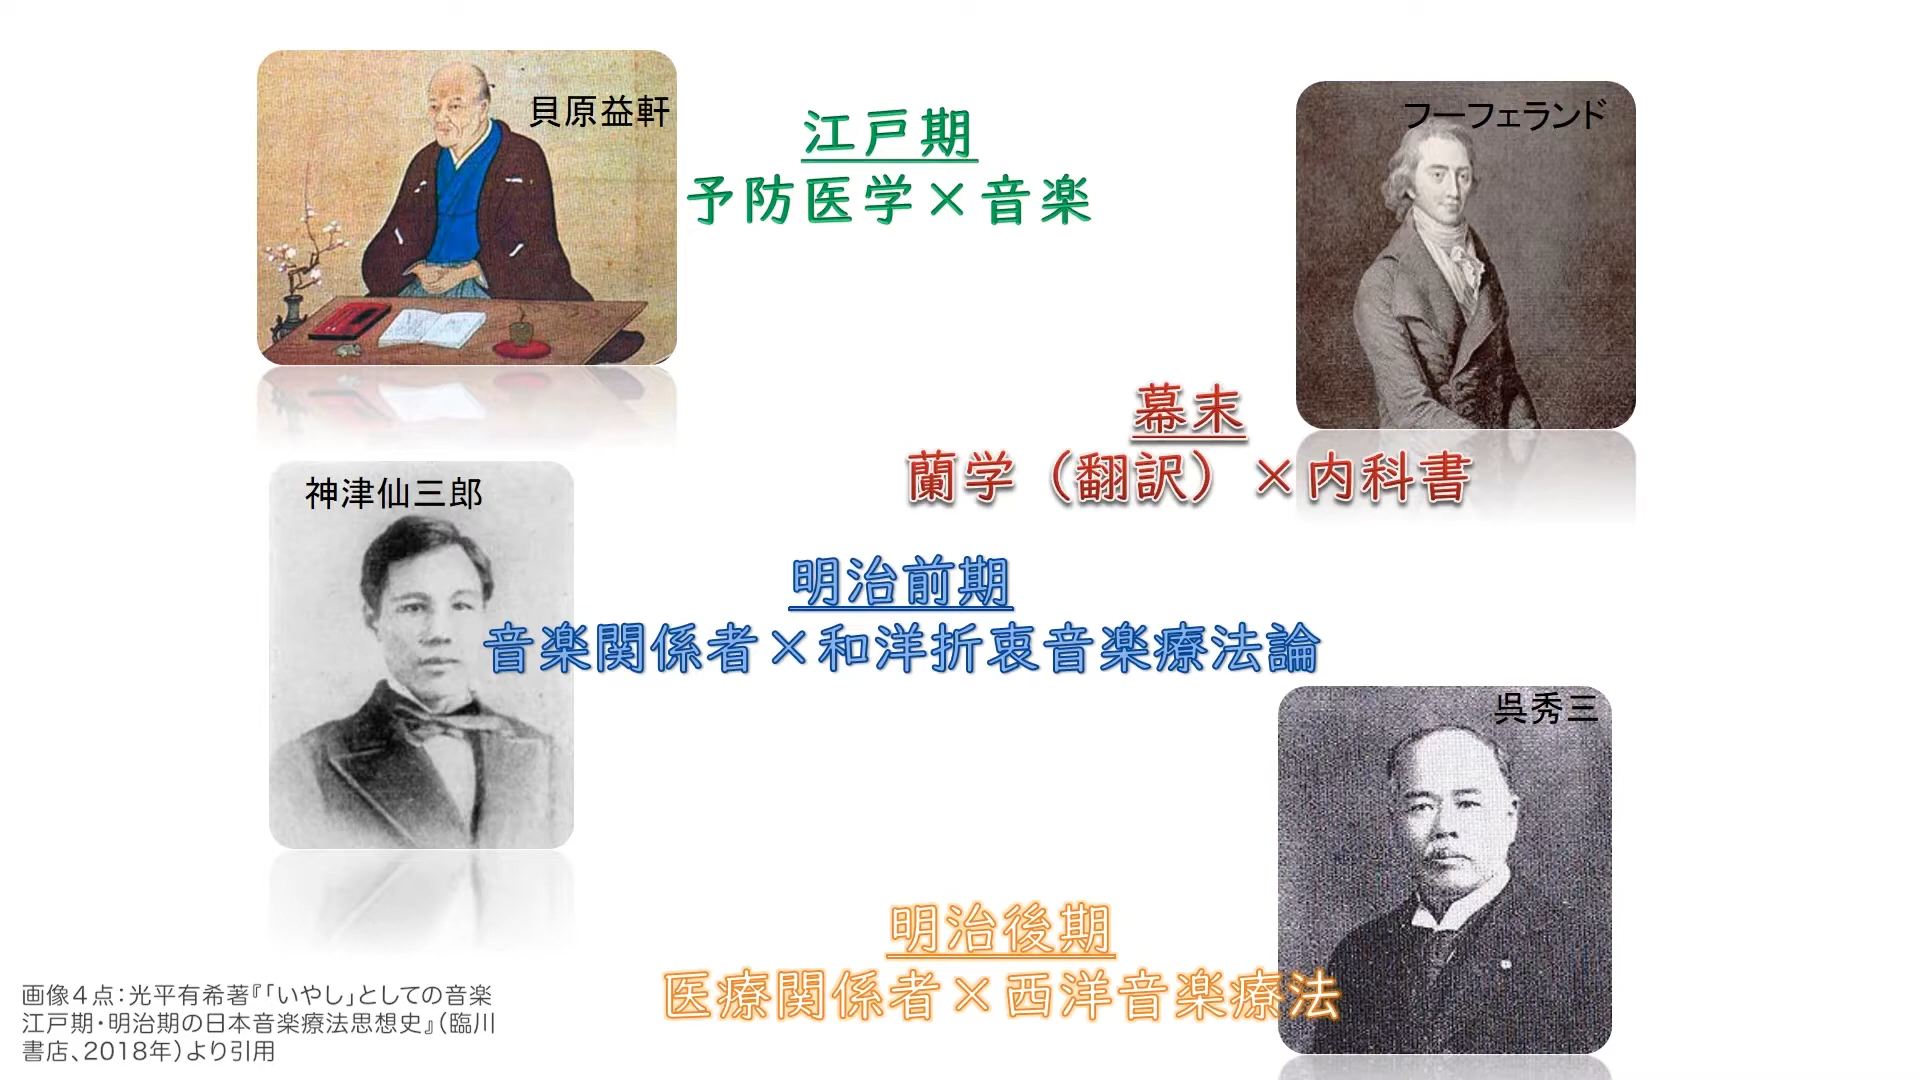 貝原益軒
江戸期
予防医学×音楽
フーフェランド
幕末
蘭学（翻訳）×内科書
神津仙三郎
明治前期
音楽関係者×和洋折衷音楽療法論
呉秀三
明治後期
医療関係者×西洋音楽療法
画像４点：光平有希著『「いやし」としての音楽
江戸期・明治期の日本音楽療法思想史』（臨川
書店、2018年）より引用